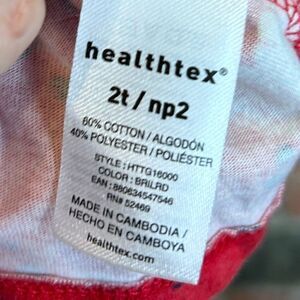 healthtex®
2t / np2
60% COTTON / ALGODÓN
40% POLYESTER / POLIÉSTER
STYLE : HTTG16000
COLOR : BRILRD
EAN : 880634547546
RN# 52469
MADE IN CAMBODIA /
HECHO EN CAMBOYA
healthtex.com